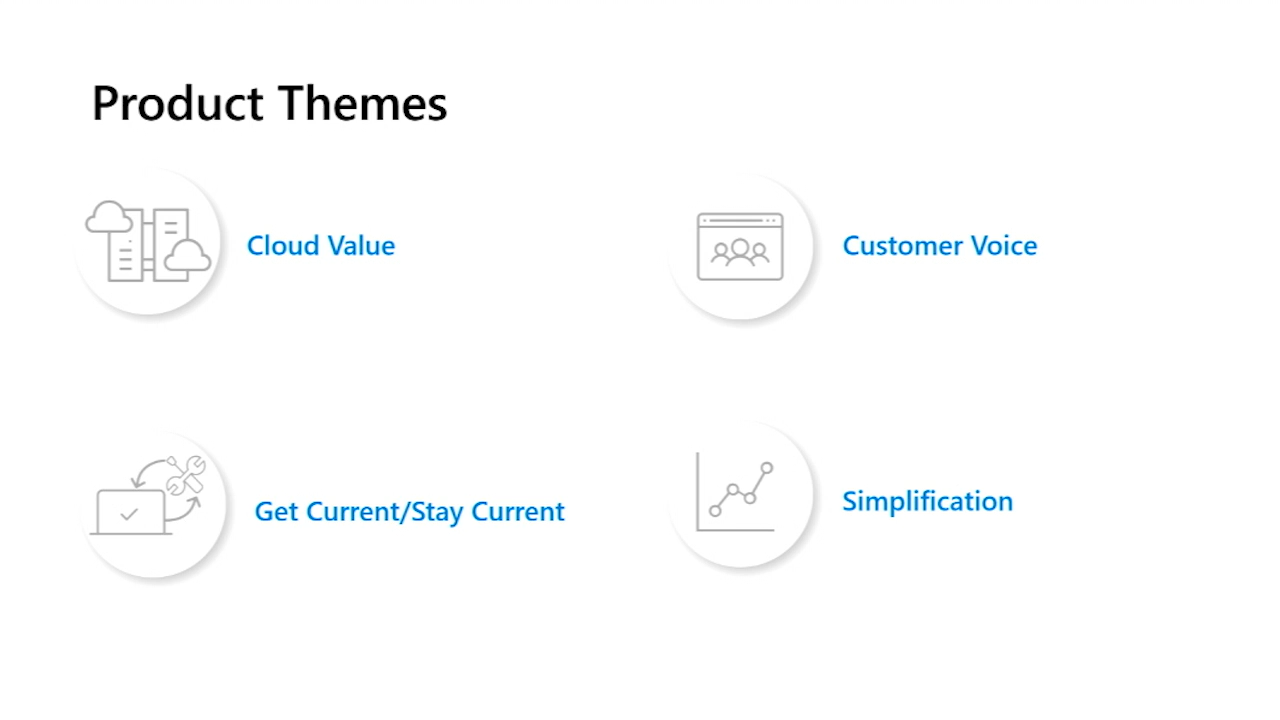 Product Themes
Cloud Value
Customer Voice
Get Current/Stay Current
Simplification